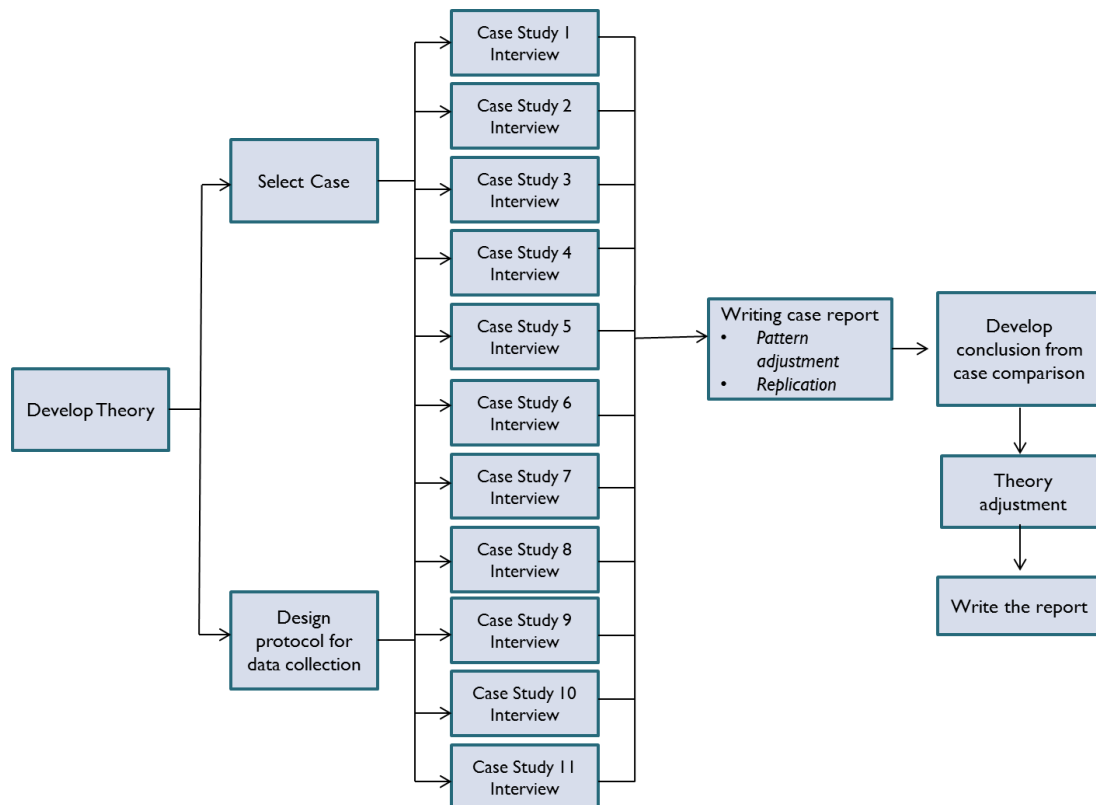 Develop Theory
Select Case
Design
protocol for
data collection
Case Study 1
Interview
Case Study 2
Interview
Case Study 3
Interview
Case Study 4
Interview
Case Study 5
Interview
Case Study 6
Interview
Case Study 7
Interview
Case Study 8
Interview
Case Study 9
Interview
Case Study 10
Interview
Case Study 11
Interview
Writing case report
• Pattern
adjustment
• Replication
Develop
conclusion from
case comparison
Theory
adjustment
Write the report